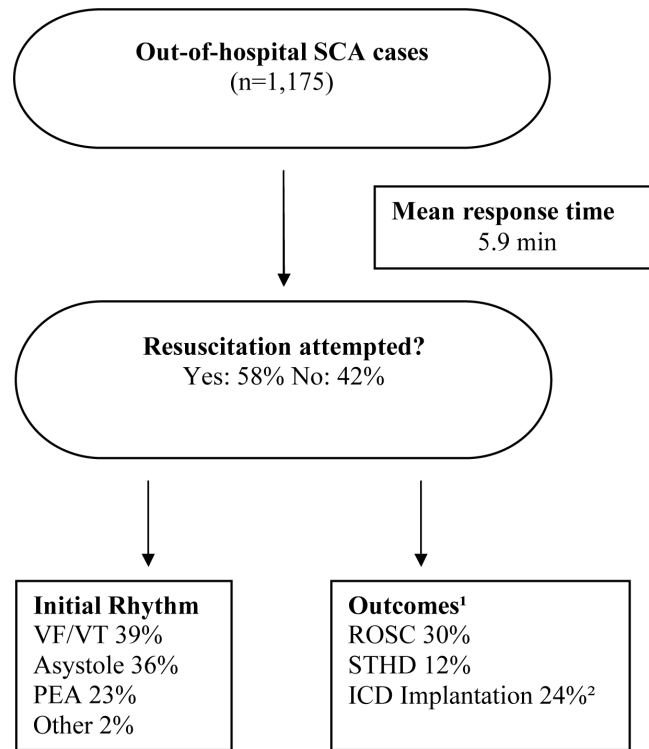 Out-of-hospital SCA cases
(n=1,175)
Mean response time
5.9 min
Resuscitation attempted?
Yes: 58% No: 42%
Initial Rhythm
VF/VT 39%
Asystole 36%
PEA 23%
Other 2%
Outcomes¹
ROSC 30%
STHD 12%
ICD Implantation 24%²